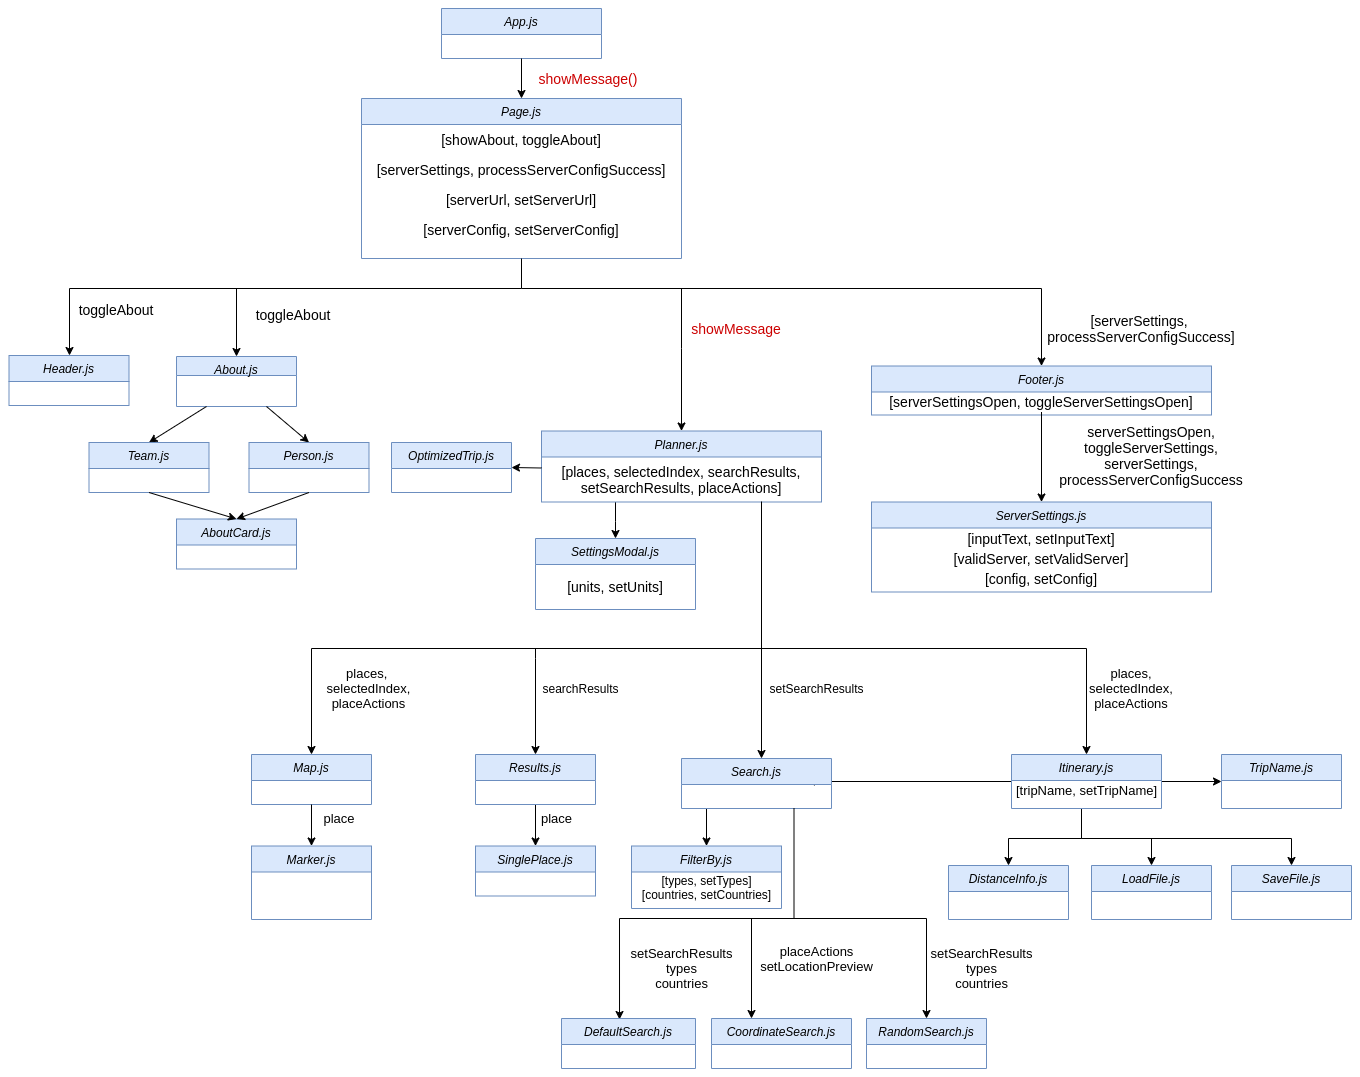 App.js
showMessage()
Page.js
[showAbout, toggleAbout]
[serverSettings, processServerConfigSuccess]
[serverUrl, setServerUrl]
[serverConfig, setServerConfig]
toggleAbout
toggleAbout
showMessage
[serverSettings,
processServerConfigSuccess]
Header.js
About.js
Footer.js
[serverSettingsOpen, toggleServerSettingsOpen]
Team.js
Person.js
OptimizedTrip.js
Planner.js
[places, selectedIndex, searchResults,
setSearchResults, placeActions]
serverSettingsOpen,
toggleServerSettings,
serverSettings,
processServerConfigSuccess
AboutCard.js
SettingsModal.js
[units, setUnits]
ServerSettings.js
[inputText, setInputText]
[validServer, setValidServer]
[config, setConfig]
places,
selectedIndex,
placeActions
searchResults
setSearchResults
places,
selectedIndex,
placeActions
Map.js
Results.js
Search.js
Itinerary.js
[tripName, setTripName]
TripName.js
place
place
Marker.js
SinglePlace.js
FilterBy.js
[types, setTypes]
[countries, setCountries]
DistanceInfo.js
LoadFile.js
SaveFile.js
setSearchResults
types
countries
placeActions
setLocationPreview
setSearchResults
types
countries
DefaultSearch.js
CoordinateSearch.js
RandomSearch.js